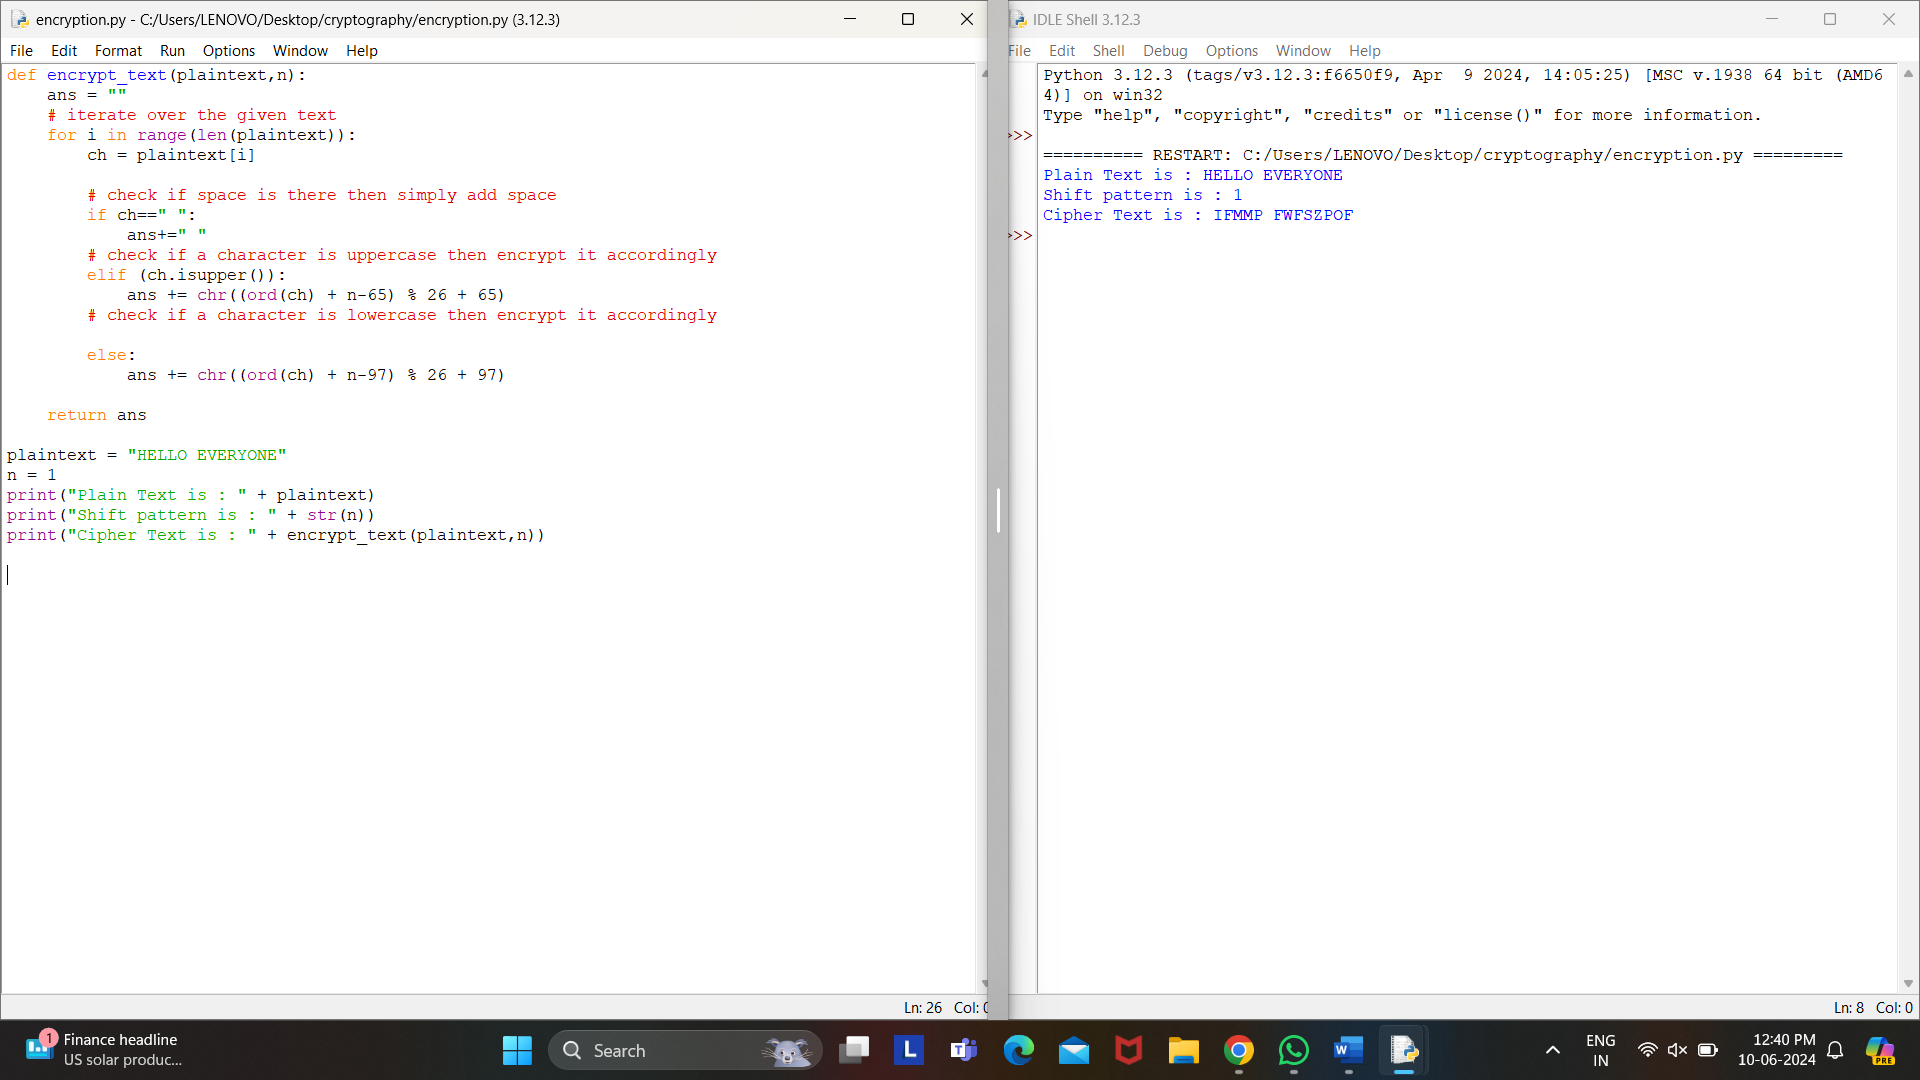 encryption.py - C:/Users/LENOVO/Desktop/cryptography/encryption.py (3.12.3)
File Edit Format Run Options Window Help
def encrypt_text(plaintext,n):
    ans = ""
    # iterate over the given text
    for i in range(len(plaintext)):
        ch = plaintext[i]

        # check if space is there then simply add space
        if ch==" ":
            ans+=" "
        # check if a character is uppercase then encrypt it accordingly
        elif (ch.isupper()):
            ans += chr((ord(ch) + n-65) % 26 + 65)
        # check if a character is lowercase then encrypt it accordingly

        else:
            ans += chr((ord(ch) + n-97) % 26 + 97)

    return ans

plaintext = "HELLO EVERYONE"
n = 1
print("Plain Text is : " + plaintext)
print("Shift pattern is : " + str(n))
print("Cipher Text is : " + encrypt_text(plaintext,n))
Ln: 26 Col: 0
IDLE Shell 3.12.3
File Edit Shell Debug Options Window Help
Python 3.12.3 (tags/v3.12.3:f6650f9, Apr  9 2024, 14:05:25) [MSC v.1938 64 bit (AMD6
4)] on win32
Type "help", "copyright", "credits" or "license()" for more information.
>>>
========== RESTART: C:/Users/LENOVO/Desktop/cryptography/encryption.py =========
Plain Text is : HELLO EVERYONE
Shift pattern is : 1
Cipher Text is : IFMMP FWFSZPOF
>>>
Ln: 8 Col: 0
1
Finance headline
US solar produc...
Search
L
T
W
ENG
IN
12:40 PM
10-06-2024
PRE